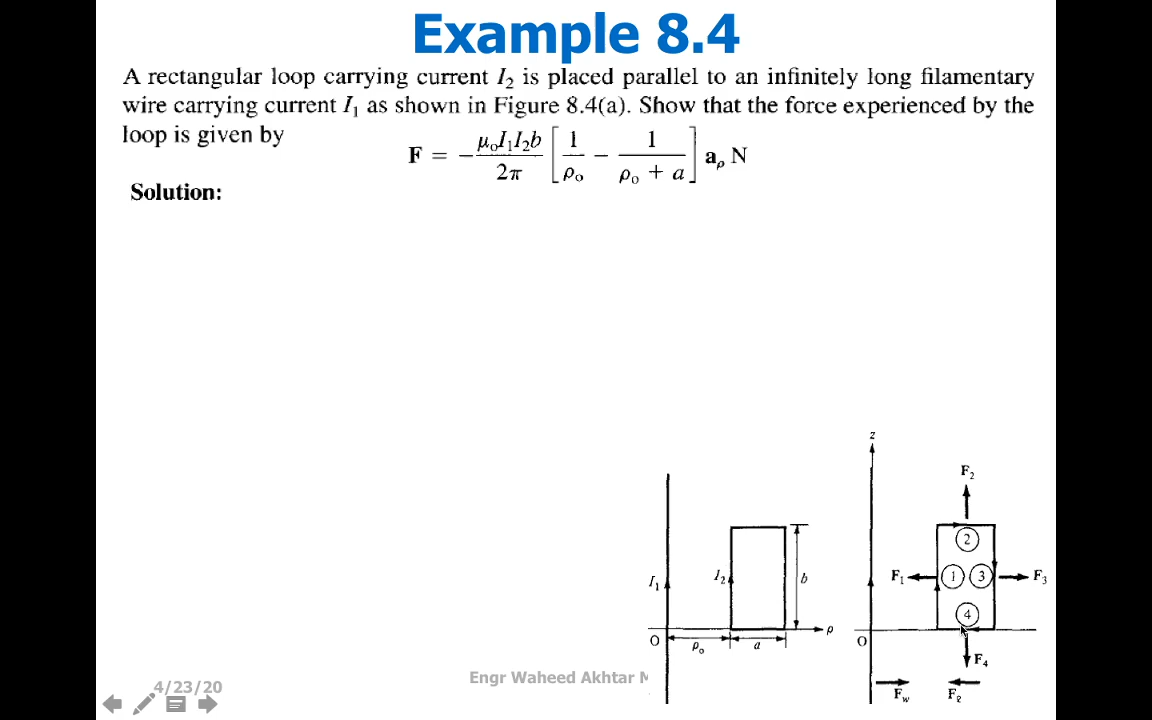 Example 8.4
A rectangular loop carrying current I₂ is placed parallel to an infinitely long filamentary
wire carrying current I₁ as shown in Figure 8.4(a). Show that the force experienced by the
loop is given by
F = − μₒI₁I₂b / 2π [ 1 / ρₒ − 1 / ρₒ + a ] a_ρ N
Solution:
I₁
I₂
b
O
ρₒ
a
ρ
z
F₂
2
F₁
1
3
F₃
4
O
F₄
F_w
F_ℓ
Engr Waheed Akhtar
4/23/20